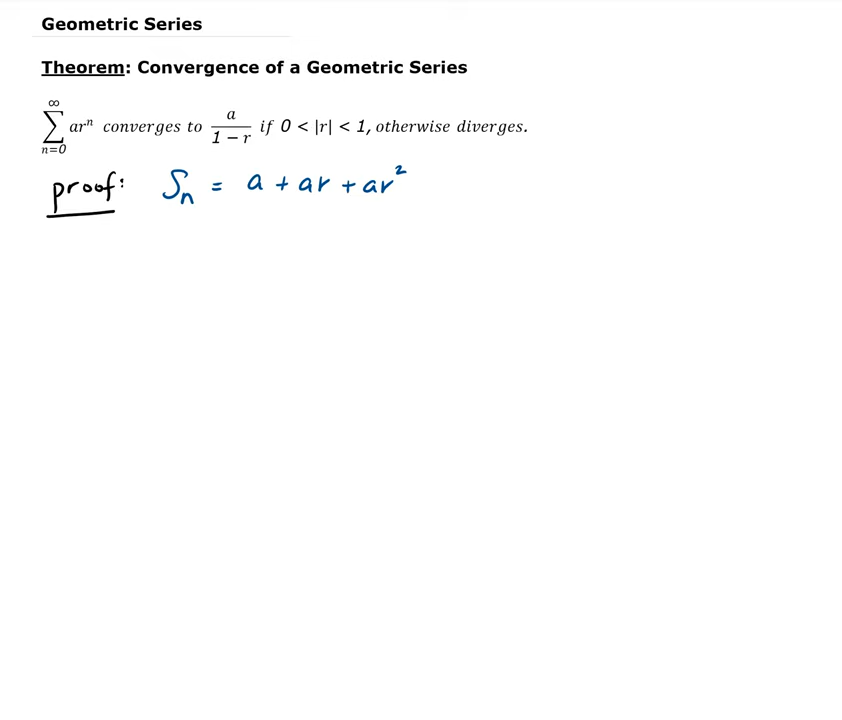 Geometric Series
Theorem: Convergence of a Geometric Series
∑_{n=0}^{∞} ar^n converges to a/(1 − r) if 0 < |r| < 1, otherwise diverges.
proof: S_n = a + ar + ar^2